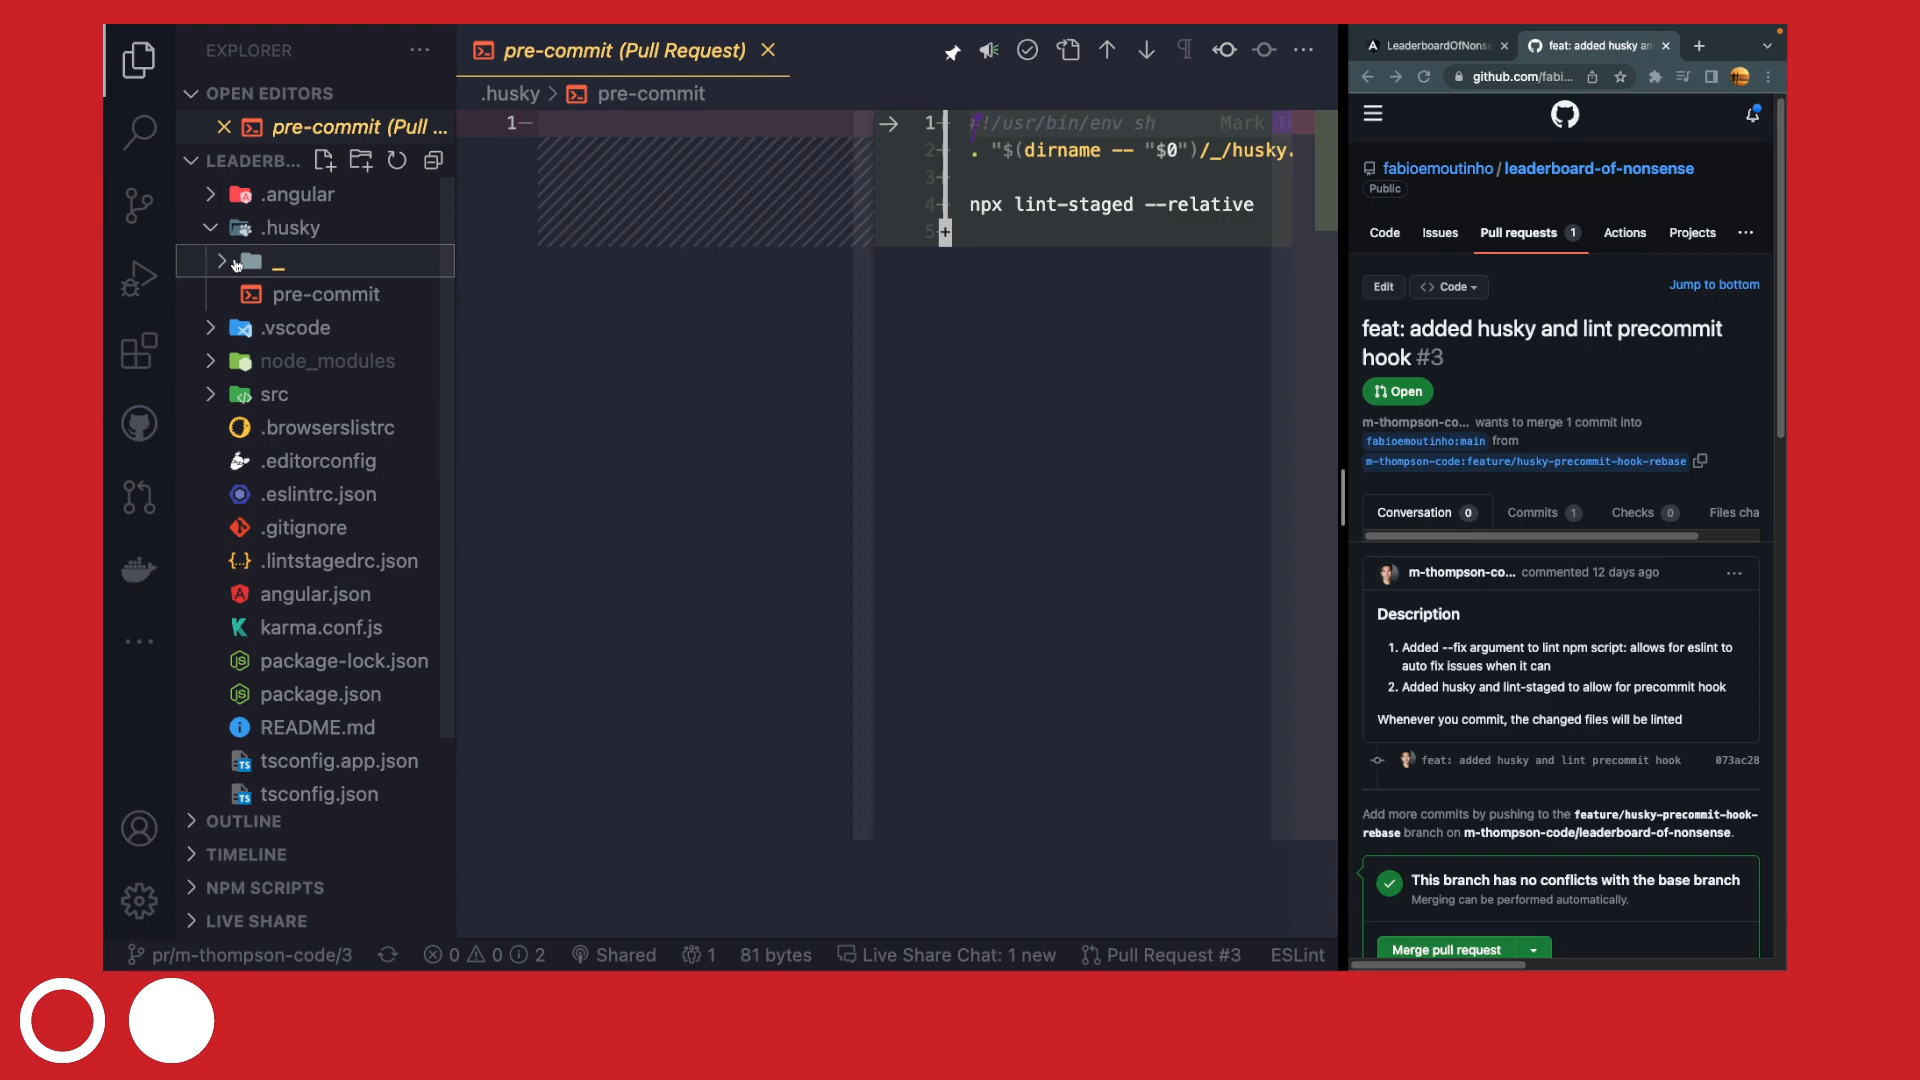 EXPLORER
OPEN EDITORS
pre-commit (Pull ...
LEADERB...
.angular
.husky
_
pre-commit
.vscode
node_modules
src
.browserslistrc
.editorconfig
.eslintrc.json
.gitignore
.lintstagedrc.json
angular.json
karma.conf.js
package-lock.json
package.json
README.md
tsconfig.app.json
tsconfig.json
OUTLINE
TIMELINE
NPM SCRIPTS
LIVE SHARE
pre-commit (Pull Request)
.husky > pre-commit
1
1 #!/usr/bin/env sh Mark T
2 . "$(dirname -- "$0")/_/husky.
3
4 npx lint-staged --relative
5
pr/m-thompson-code/3 0 0 2 Shared 1 81 bytes Live Share Chat: 1 new Pull Request #3 ESLint
LeaderboardOfNonse
feat: added husky an
github.com/fabi...
fabioemoutinho / leaderboard-of-nonsense
Public
Code Issues Pull requests 1 Actions Projects ...
Edit <> Code Jump to bottom
feat: added husky and lint precommit
hook #3
Open
m-thompson-co... wants to merge 1 commit into
fabioemoutinho:main from
m-thompson-code:feature/husky-precommit-hook-rebase
Conversation 0 Commits 1 Checks 0 Files cha
m-thompson-co... commented 12 days ago
Description
1. Added --fix argument to lint npm script: allows for eslint to
auto fix issues when it can
2. Added husky and lint-staged to allow for precommit hook
Whenever you commit, the changed files will be linted
feat: added husky and lint precommit hook 073ac28
Add more commits by pushing to the feature/husky-precommit-hook-
rebase branch on m-thompson-code/leaderboard-of-nonsense.
This branch has no conflicts with the base branch
Merging can be performed automatically.
Merge pull request